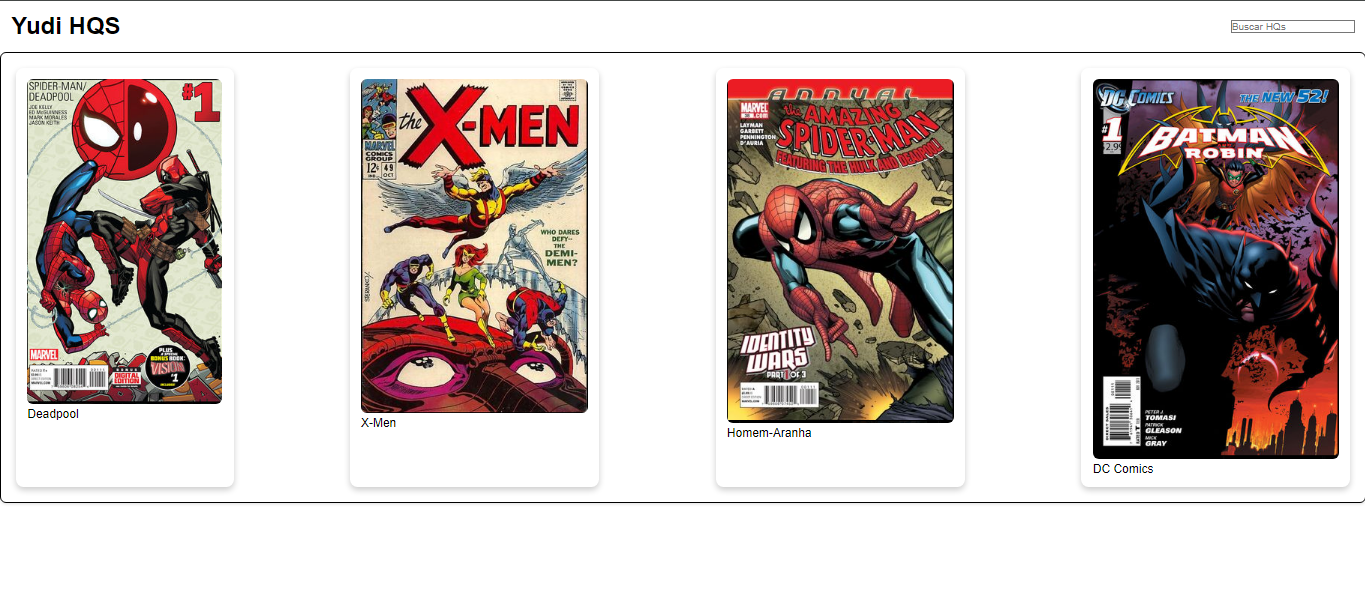 Yudi HQS
Buscar HQs
SPIDER-MAN/
DEADPOOL
#1
JOE KELLY
ED McGUINNESS
MARK MORALES
JASON KEITH
MARVEL
PLUS
BONUS BOOK:
VISION
#1
BONUS
DIGITAL
EDITION
Deadpool
the X-MEN
MARVEL
COMICS
GROUP
12¢
49
OCT
WHO DARES
DEFY--
THE
DEMI-
MEN?
STERANKO
X-Men
ANNUAL
MARVEL
the AMAZING
SPIDER-MAN
FEATURING THE HULK AND DEADPOOL
LAYMAN
GARBETT
PENNINGTON
D'AURIA
IDENTITY
WARS
PART 1 OF 3
Homem-Aranha
DC COMICS
THE NEW 52!
#1
$2.99
BATMAN
ROBIN
PETER J.
TOMASI
PATRICK
GLEASON
MICK
GRAY
DC Comics